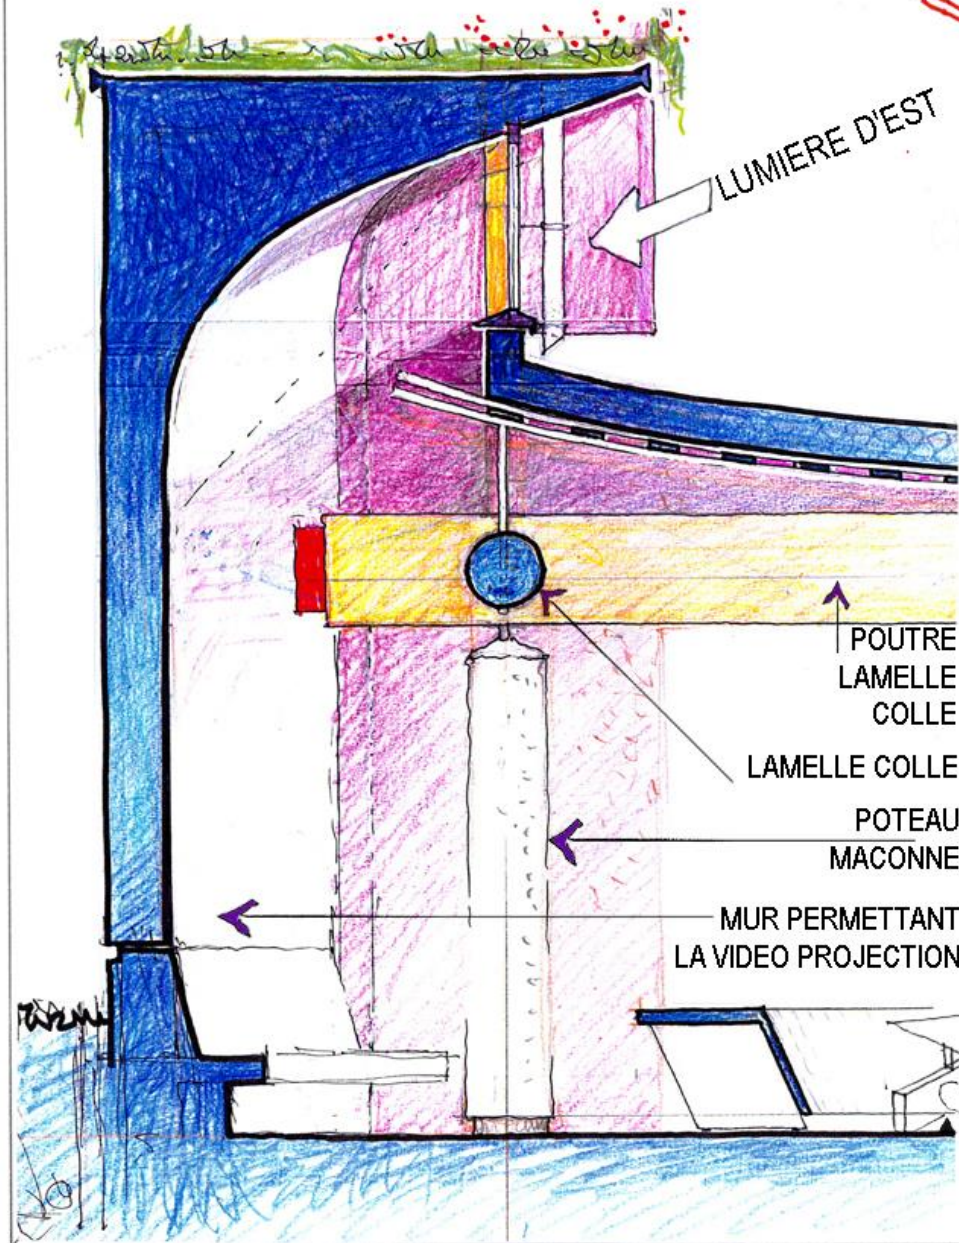 LUMIERE D'EST
POUTRE
LAMELLE
COLLE
LAMELLE COLLE
POTEAU
MACONNE
MUR PERMETTANT
LA VIDEO PROJECTION